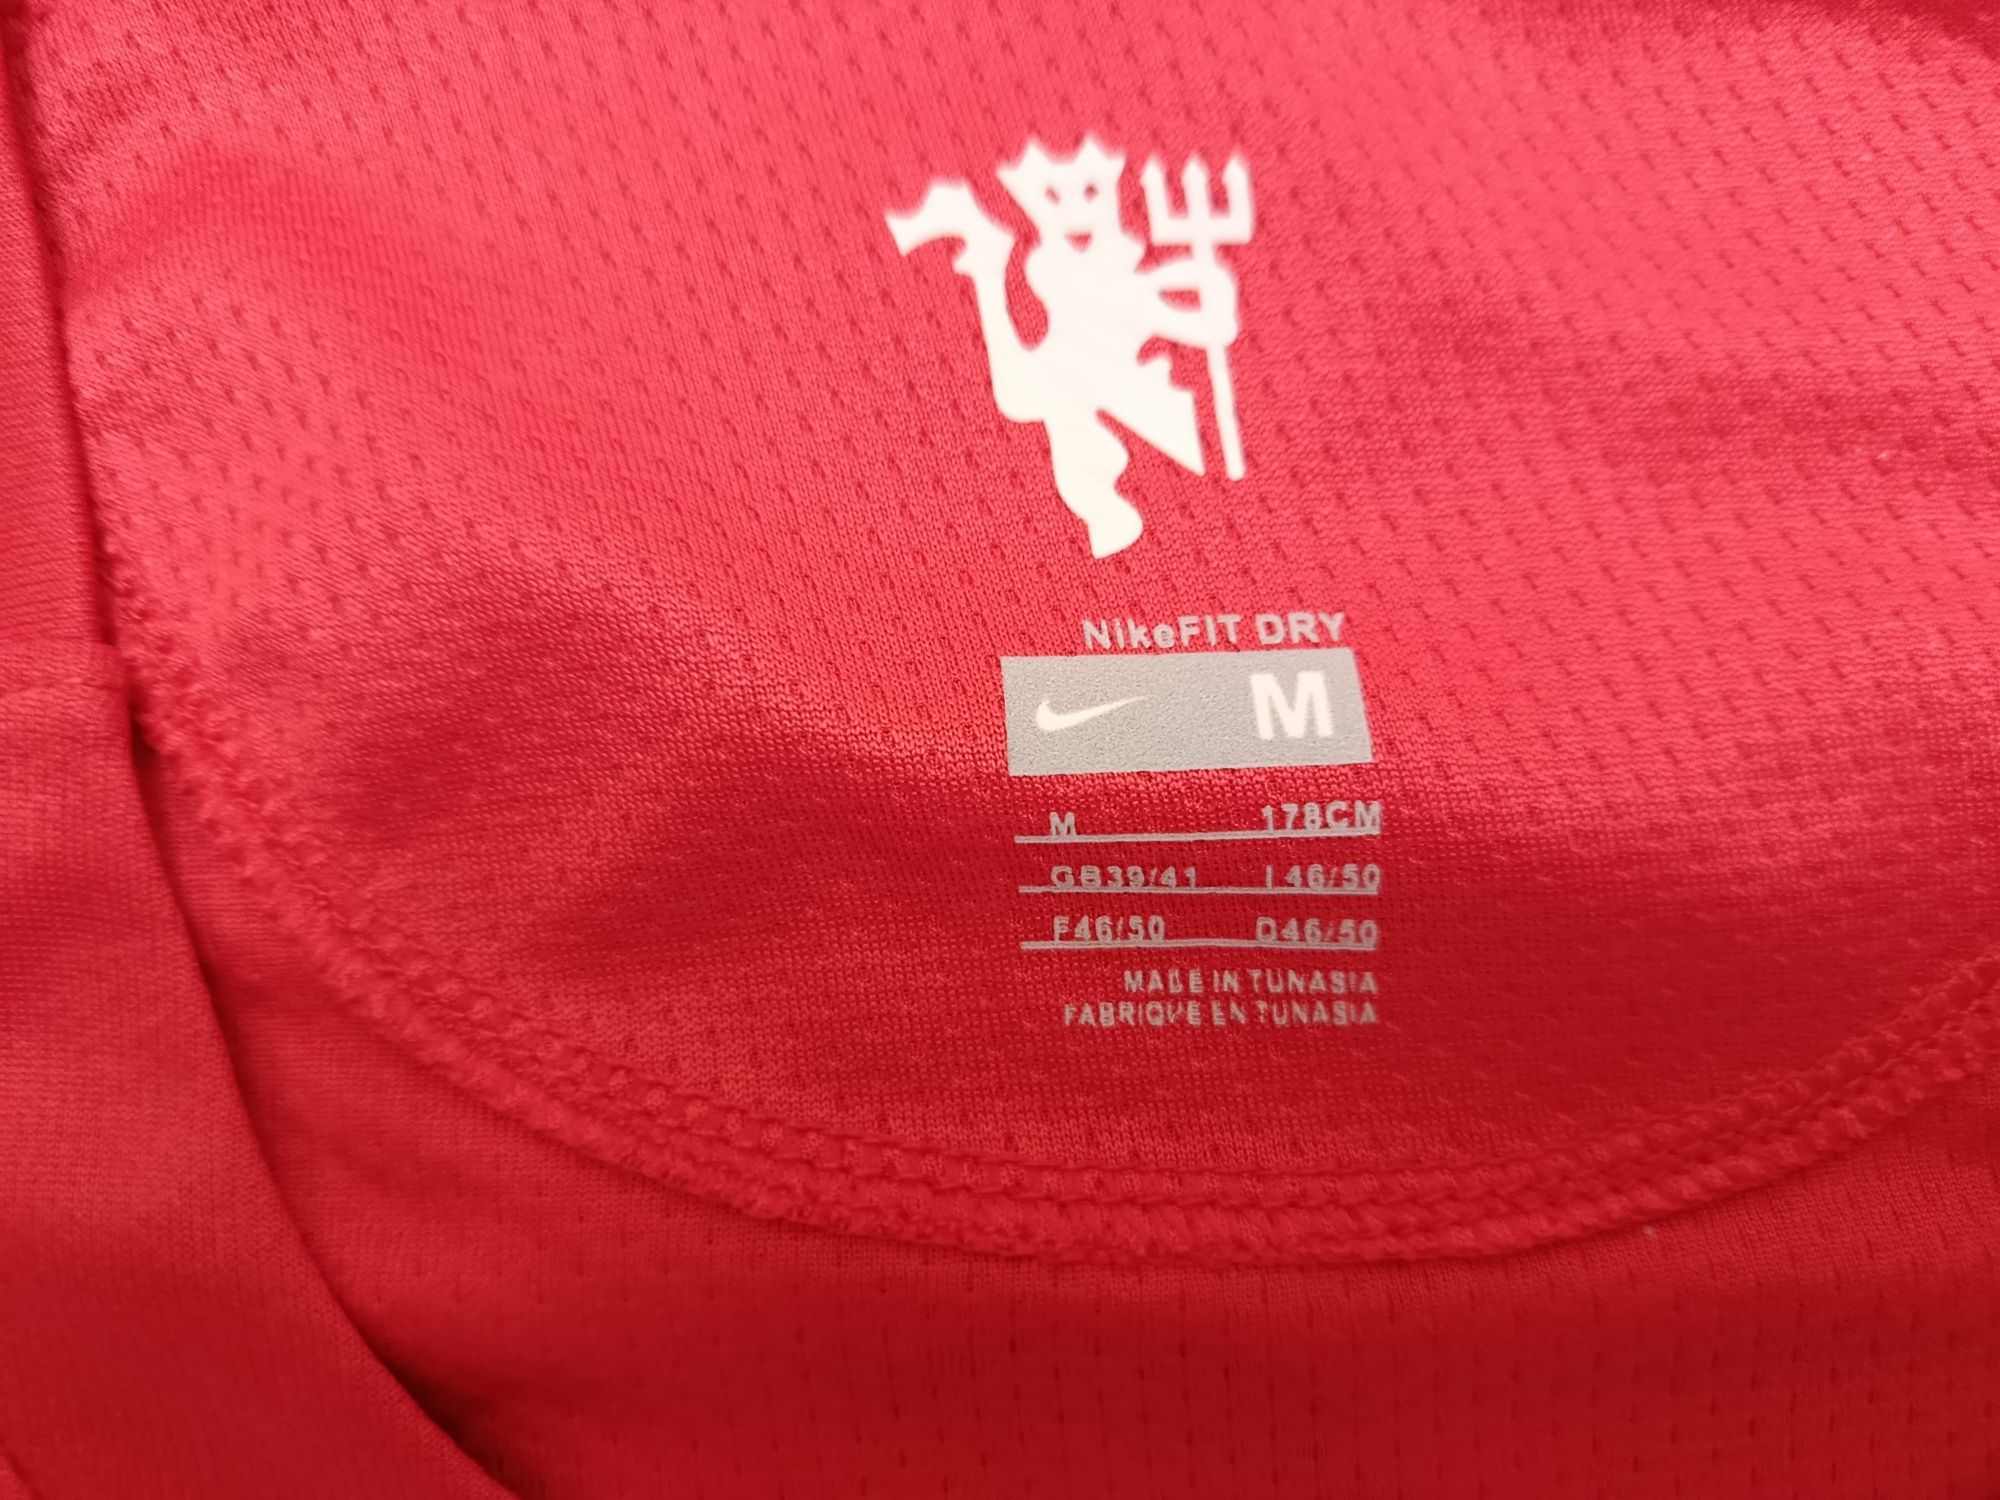 NikeFIT DRY
M
M 178CM
GB39/41 I 46/50
F46/50 D46/50
MADE IN TUNASIA
FABRIQUE EN TUNASIA